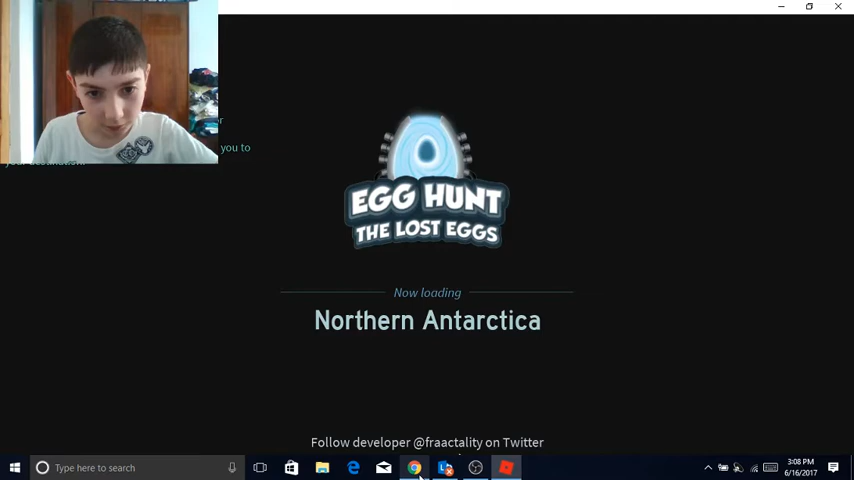 r
you to
EGG HUNT
THE LOST EGGS
Now loading
Northern Antarctica
Follow developer @fraactality on Twitter
Type here to search
3:08 PM
6/16/2017